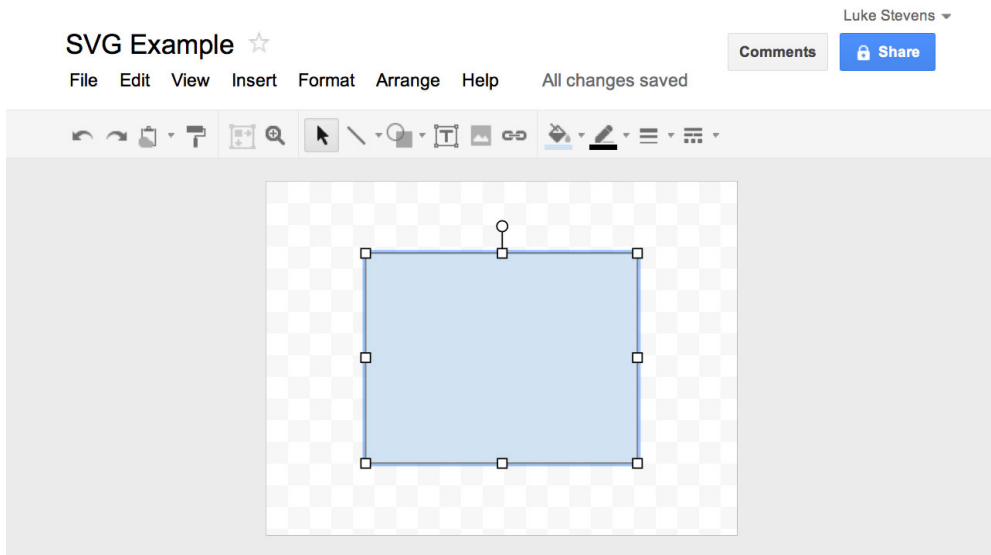 Luke Stevens
SVG Example
Comments
Share
File Edit View Insert Format Arrange Help All changes saved
T